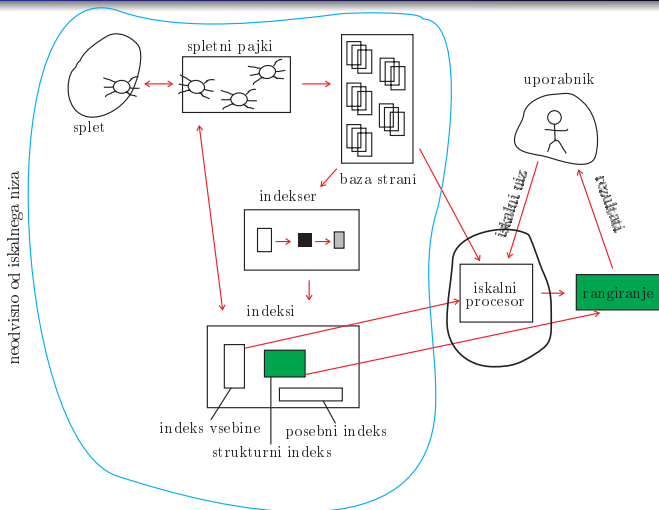 spletni pajki
splet
uporabnik
baza strani
indekser
neodvisno od iskalnega niza
iskalni niz
rezultati
iskalni
procesor
rangiranje
indeksi
indeks vsebine
posebni indeks
strukturni indeks